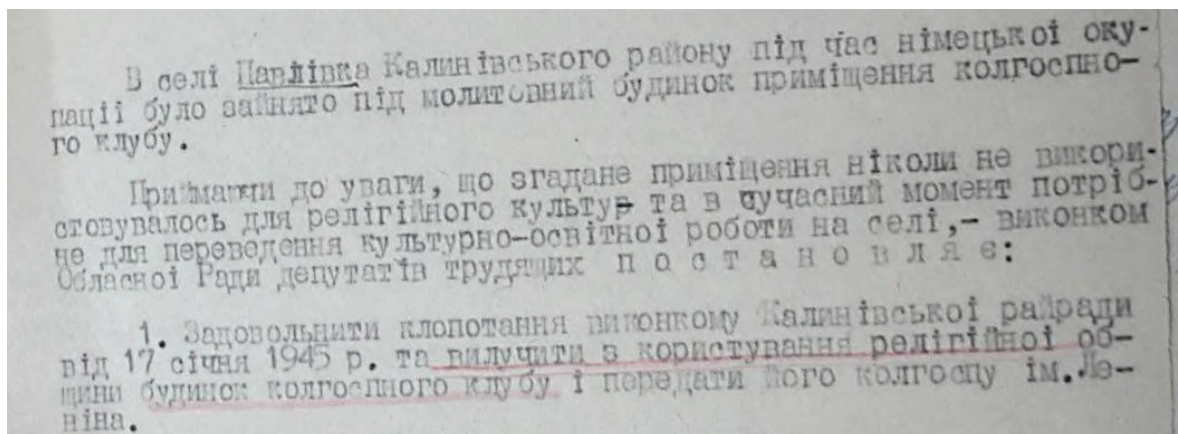 В селі Павлівка Калинівського району під час німецької оку-
пації було зайнято під молитовний будинок приміщення колгоспно-
го клубу.
Приймаючи до уваги, що згадане приміщення ніколи не викори-
стовувалось для релігійного культу та в сучасний момент потріб-
не для переведення культурно-освітної роботи на селі,- виконком
Обласної Ради депутатів трудящих п о с т а н о в л я є:
1. Задовольнити клопотання виконкому Калинівської райради
від 17 січня 1945 р. та вилучити з користування релігійної об-
щини будинок колгоспного клубу і передати його колгоспу ім.Ле-
ніна.